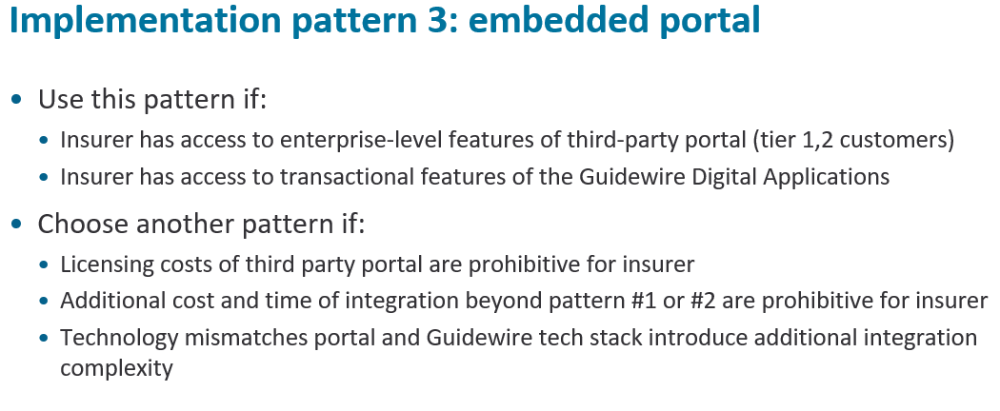 Implementation pattern 3: embedded portal
• Use this pattern if:
• Insurer has access to enterprise-level features of third-party portal (tier 1,2 customers)
• Insurer has access to transactional features of the Guidewire Digital Applications
• Choose another pattern if:
• Licensing costs of third party portal are prohibitive for insurer
• Additional cost and time of integration beyond pattern #1 or #2 are prohibitive for insurer
• Technology mismatches portal and Guidewire tech stack introduce additional integration
complexity